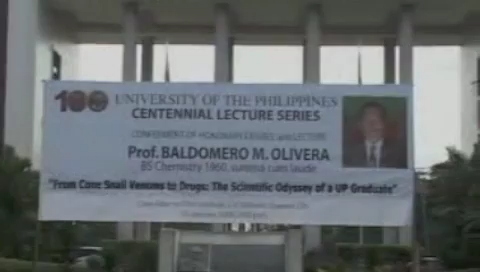 100 UNIVERSITY OF THE PHILIPPINES
CENTENNIAL LECTURE SERIES
CONFERMENT OF HONORARY DEGREE and LECTURE
Prof. BALDOMERO M. OLIVERA
BS Chemistry 1960, summa cum laude
"From Cone Snail Venoms to Drugs: The Scientific Odyssey of a UP Graduate"